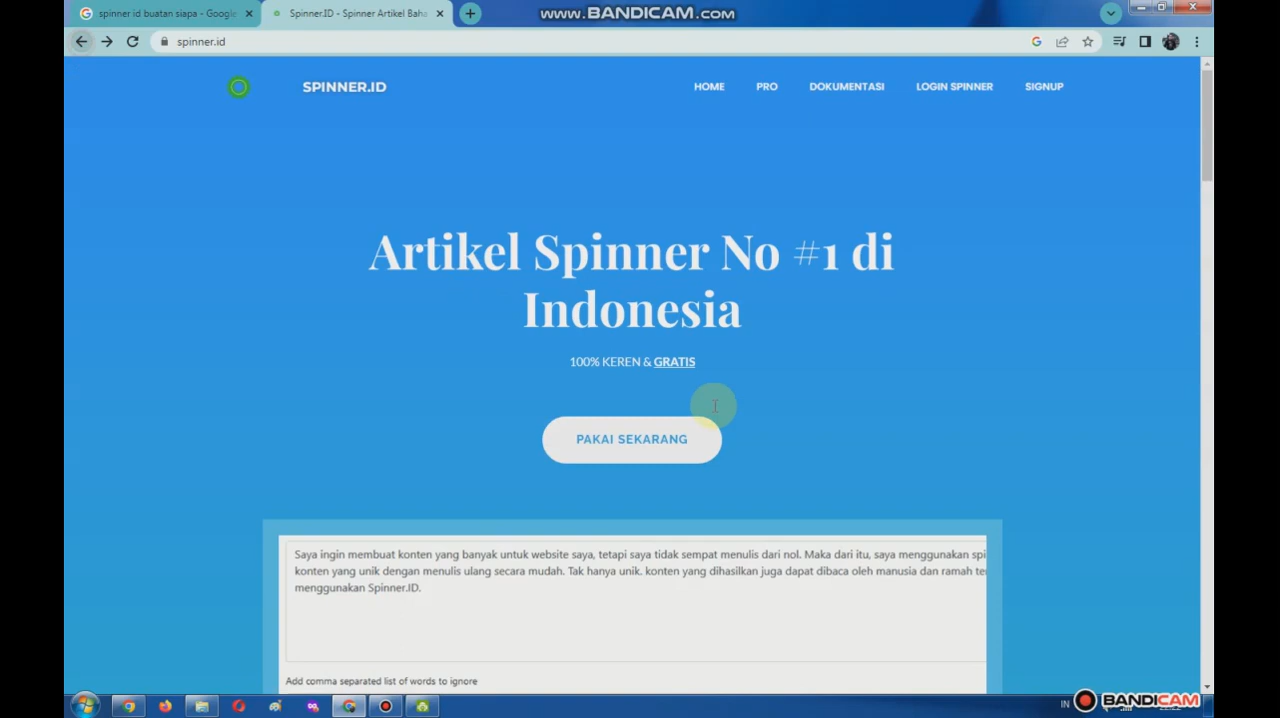 spinner id buatan siapa - Google
Spinner.ID - Spinner Artikel Baha
www.BANDICAM.com
spinner.id
SPINNER.ID
HOME
PRO
DOKUMENTASI
LOGIN SPINNER
SIGNUP
Artikel Spinner No #1 di
Indonesia
100% KEREN & GRATIS
PAKAI SEKARANG
Saya ingin membuat konten yang banyak untuk website saya, tetapi saya tidak sempat menulis dari nol. Maka dari itu, saya menggunakan spi
konten yang unik dengan menulis ulang secara mudah. Tak hanya unik. konten yang dihasilkan juga dapat dibaca oleh manusia dan ramah te
menggunakan Spinner.ID.
Add comma separated list of words to ignore
IN
BANDICAM